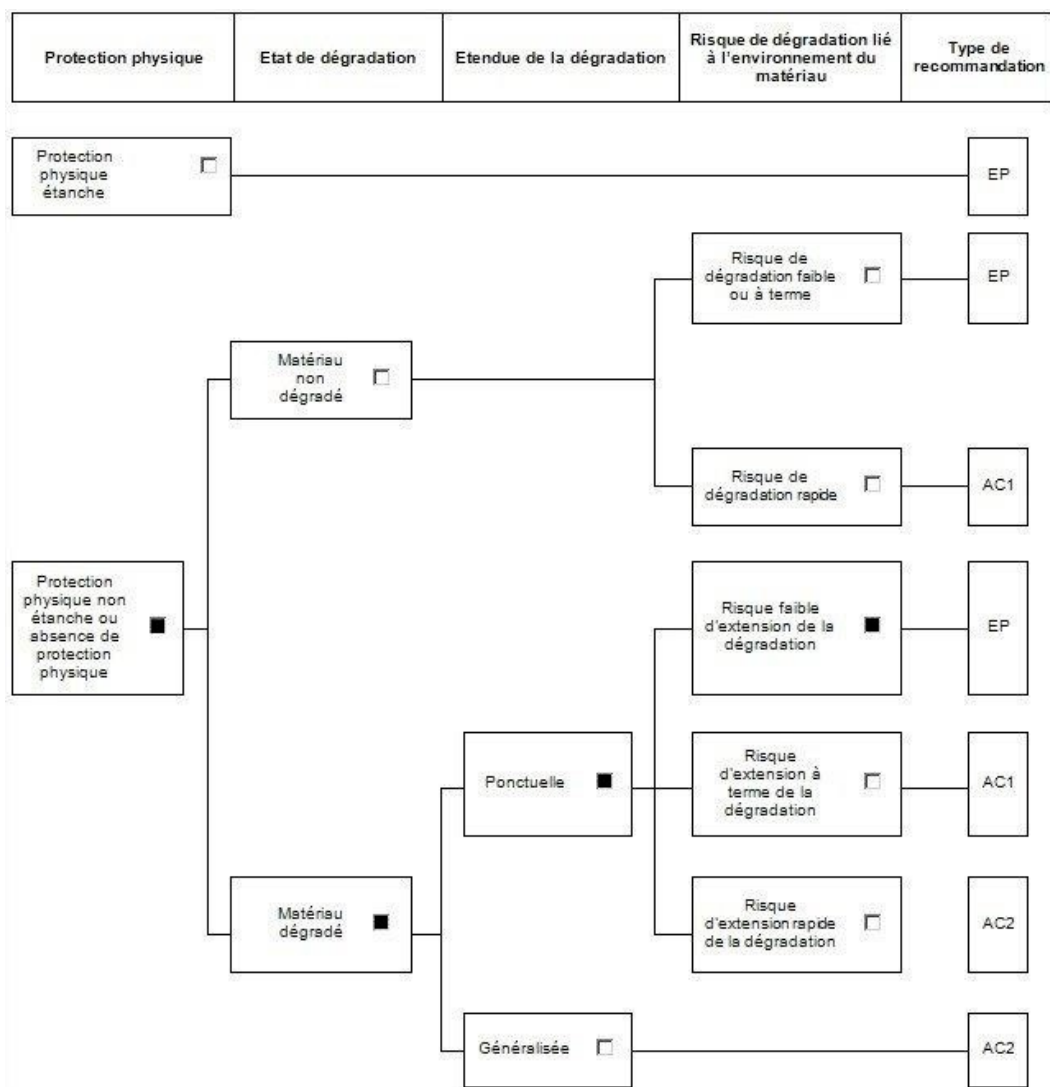 Protection physique
Etat de dégradation
Etendue de la dégradation
Risque de dégradation lié
à l'environnement du
matériau
Type de
recommandation
Protection
physique
étanche
EP
Risque de
dégradation faible
ou à terme
EP
Matériau
non
dégradé
Risque de
dégradation rapide
AC1
Protection
physique non
étanche ou
absence de
protection
physique
Risque faible
d'extension de la
dégradation
EP
Ponctuelle
Risque
d'extension à
terme de la
dégradation
AC1
Matériau
dégradé
Risque
d'extension rapide
de la dégradation
AC2
Généralisée
AC2